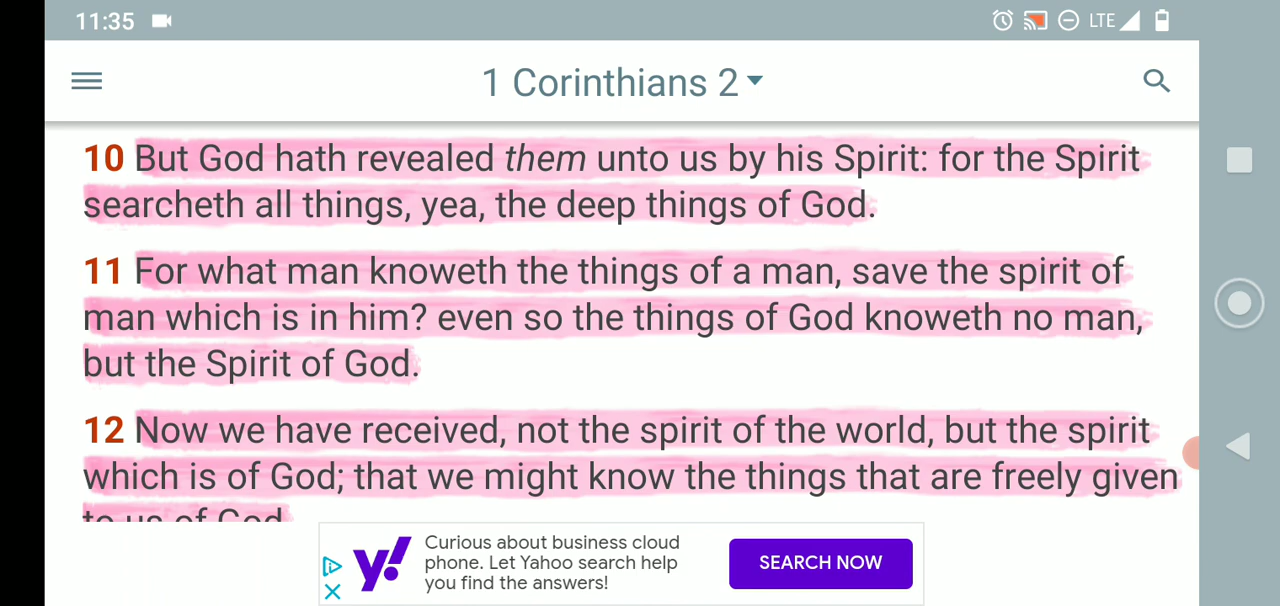 11:35 LTE
1 Corinthians 2
10 But God hath revealed them unto us by his Spirit: for the Spirit
searcheth all things, yea, the deep things of God.
11 For what man knoweth the things of a man, save the spirit of
man which is in him? even so the things of God knoweth no man,
but the Spirit of God.
12 Now we have received, not the spirit of the world, but the spirit
which is of God; that we might know the things that are freely given
to us of God
y!
Curious about business cloud
phone. Let Yahoo search help
you find the answers!
SEARCH NOW